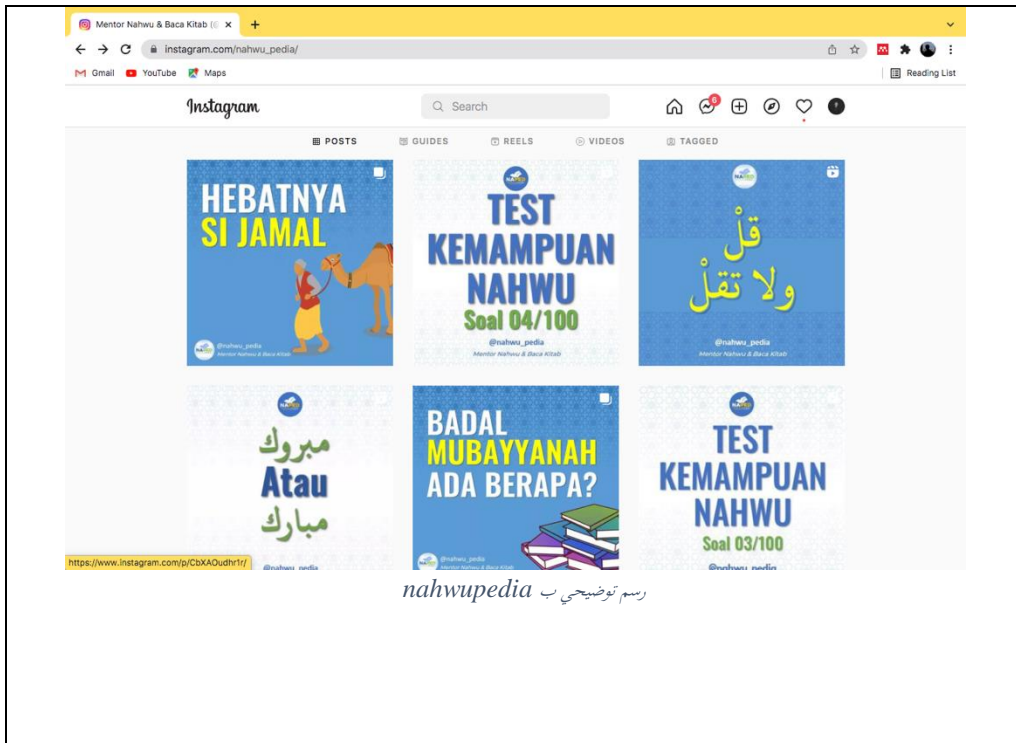 Mentor Nahwu & Baca Kitab (
instagram.com/nahwu_pedia/
Gmail YouTube Maps Reading List
Instagram Search 6
POSTS GUIDES REELS VIDEOS TAGGED
HEBATNYA
SI JAMAL
@nahwu_pedia
Mentor Nahwu & Baca Kitab
TEST
KEMAMPUAN
NAHWU
Soal 04/100
@nahwu_pedia
Mentor Nahwu & Baca Kitab
قلْ
ولا تقلْ
@nahwu_pedia
Mentor Nahwu & Baca Kitab
مبروك
Atau
مبارك
@nahwu_pedia
BADAL
MUBAYYANAH
ADA BERAPA?
@nahwu_pedia
Mentor Nahwu & Baca Kitab
TEST
KEMAMPUAN
NAHWU
Soal 03/100
@nahwu_pedia
https://www.instagram.com/p/CbXAOudhr1r/
رسم توضيحي ب nahwupedia